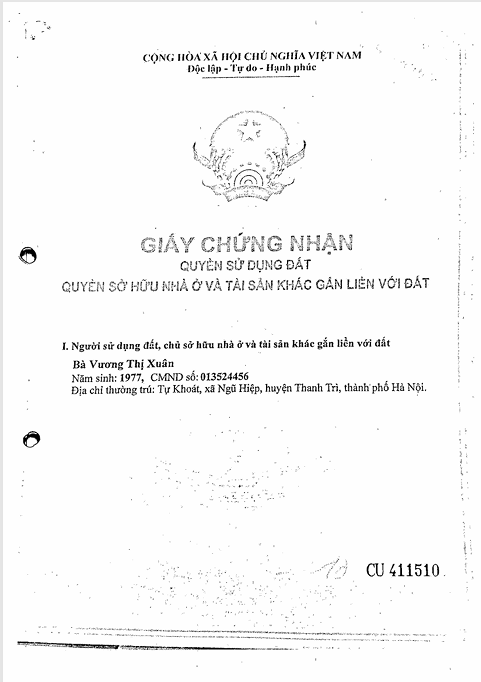 CỘNG HÒA XÃ HỘI CHỦ NGHĨA VIỆT NAM
Độc lập - Tự do - Hạnh phúc
GIẤY CHỨNG NHẬN
QUYỀN SỬ DỤNG ĐẤT
QUYỀN SỞ HỮU NHÀ Ở VÀ TÀI SẢN KHÁC GẮN LIỀN VỚI ĐẤT
I. Người sử dụng đất, chủ sở hữu nhà ở và tài sản khác gắn liền với đất
Bà Vương Thị Xuân
Năm sinh: 1977, CMND số: 013524456
Địa chỉ thường trú: Tự Khoát, xã Ngũ Hiệp, huyện Thanh Trì, thành phố Hà Nội.
CU 411510